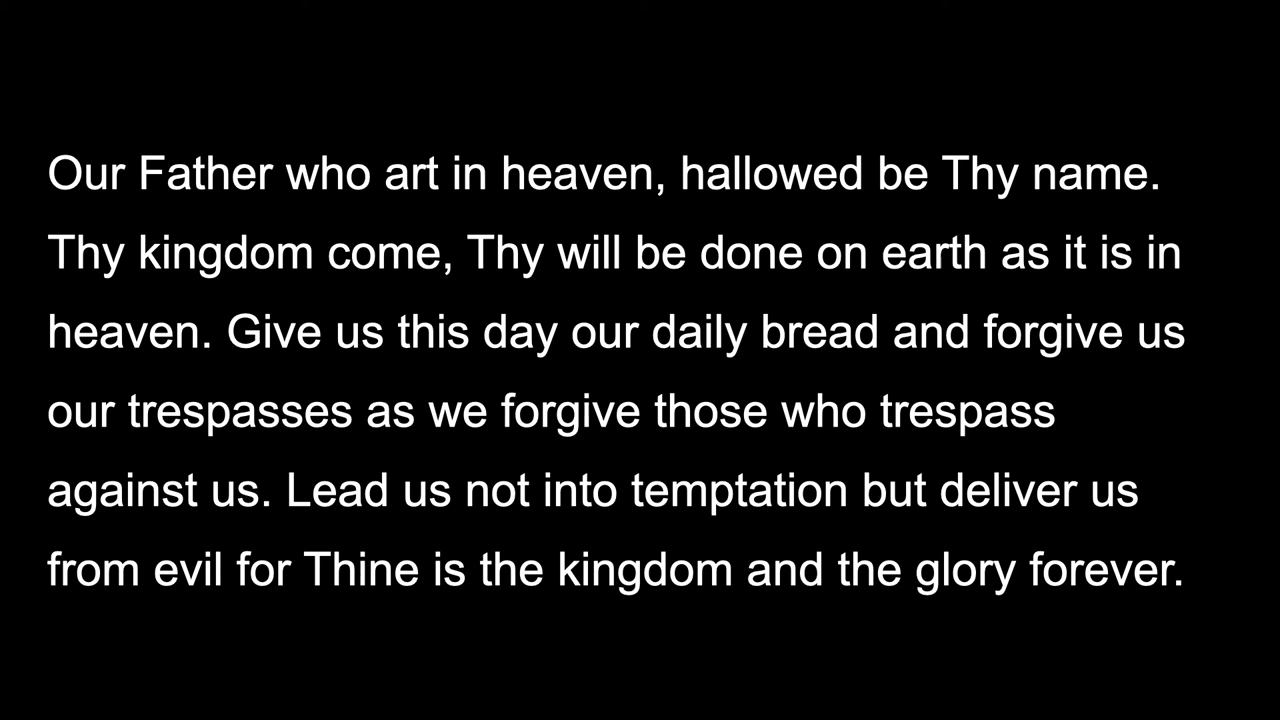 Our Father who art in heaven, hallowed be Thy name.
Thy kingdom come, Thy will be done on earth as it is in
heaven. Give us this day our daily bread and forgive us
our trespasses as we forgive those who trespass
against us. Lead us not into temptation but deliver us
from evil for Thine is the kingdom and the glory forever.